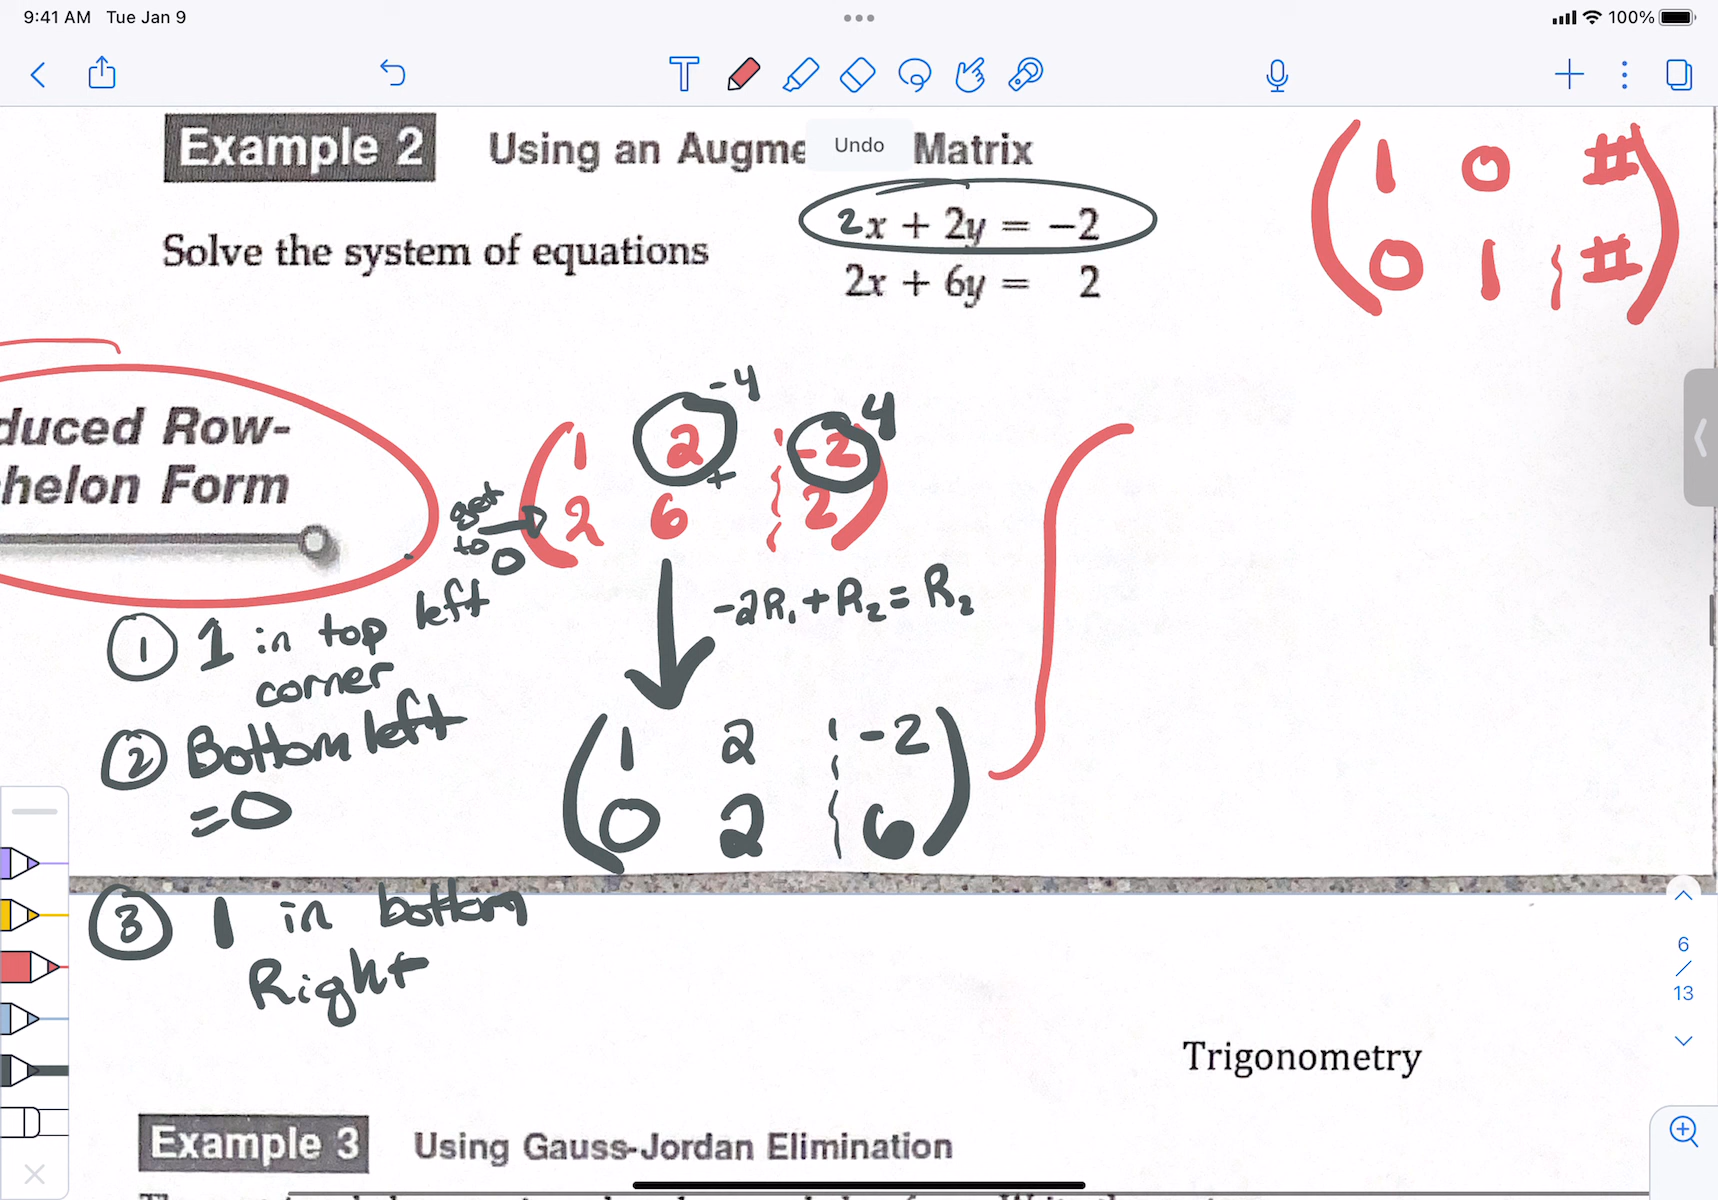 9:41 AM Tue Jan 9
100%
Example 2 Using an Augme Undo Matrix
2x + 2y = -2
Solve the system of equations
2x + 6y = 2
1 0 #
0 1 #
duced Row-
helon Form
-4
4
1 2 -2
+
2 6 2
get
to
0
-2R₁+R₂=R₂
① 1 in top left
corner
② Bottom left
=0
1 2 -2
0 2 6
③ 1 in bottom
Right
6
/
13
Trigonometry
Example 3 Using Gauss-Jordan Elimination